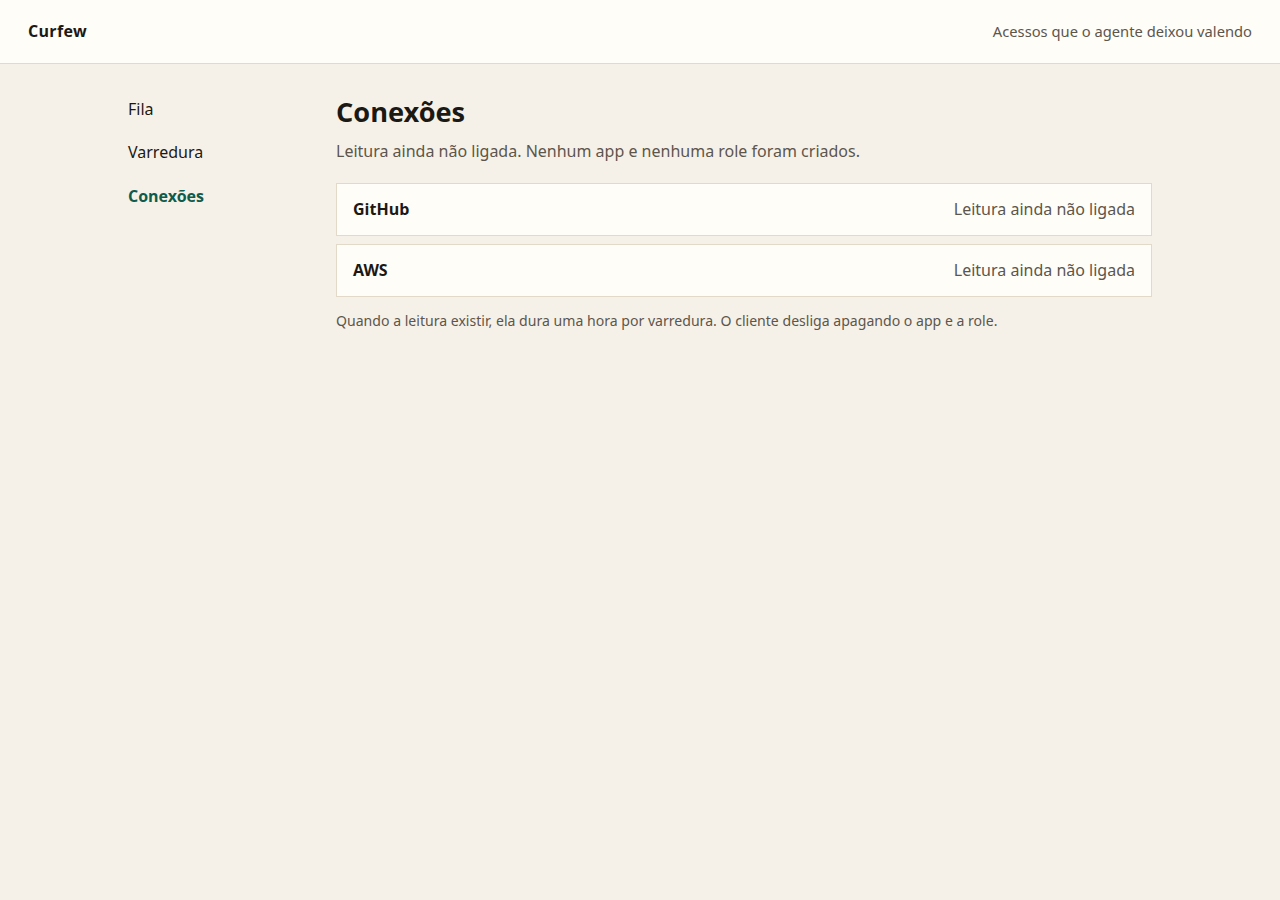 Curfew
Acessos que o agente deixou valendo
Fila
Varredura
Conexões
Conexões
Leitura ainda não ligada. Nenhum app e nenhuma role foram criados.
GitHub
Leitura ainda não ligada
AWS
Leitura ainda não ligada
Quando a leitura existir, ela dura uma hora por varredura. O cliente desliga apagando o app e a role.